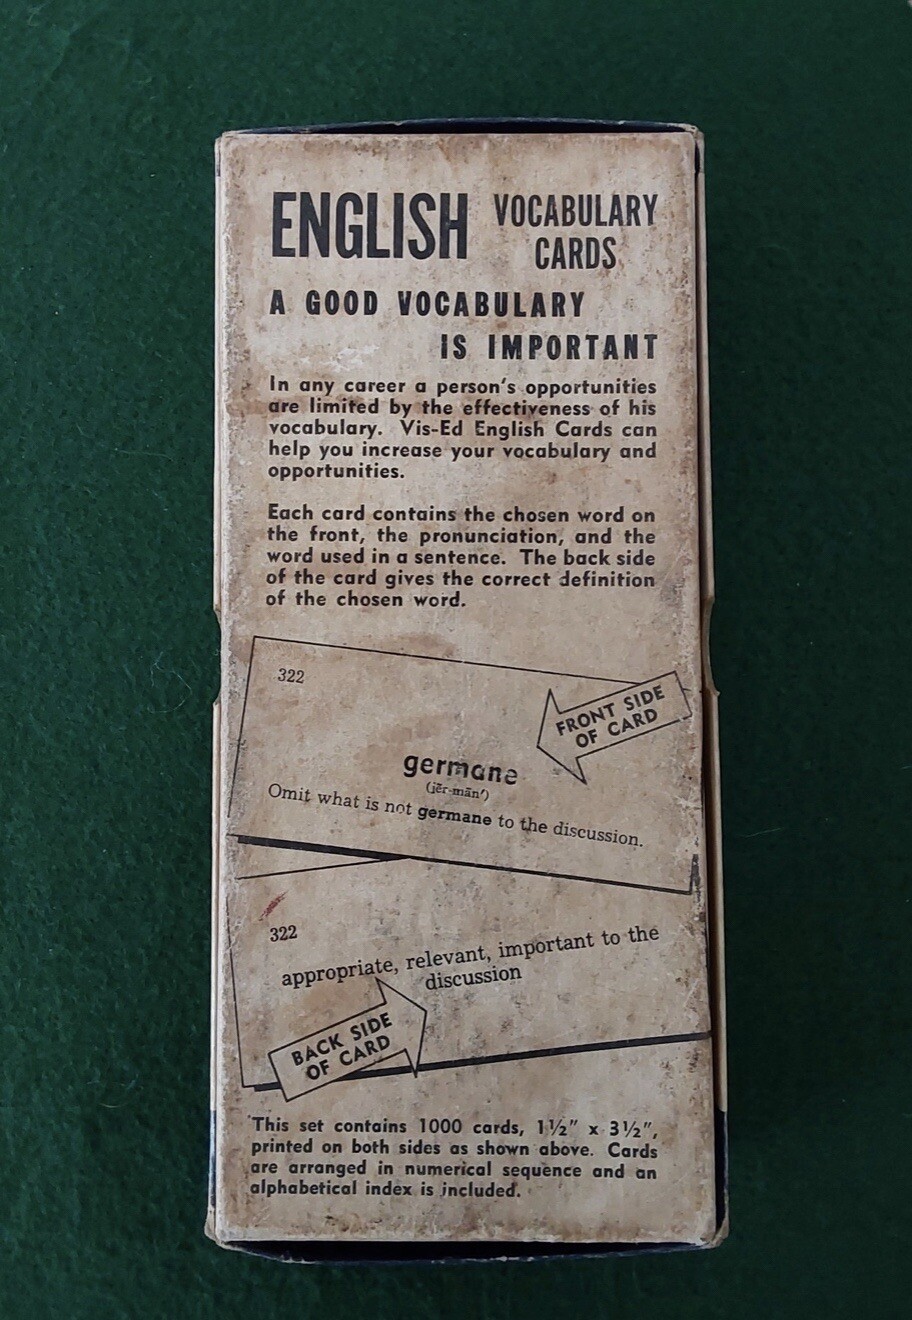 ENGLISH VOCABULARY
CARDS
A GOOD VOCABULARY
IS IMPORTANT
In any career a person's opportunities
are limited by the effectiveness of his
vocabulary. Vis-Ed English Cards can
help you increase your vocabulary and
opportunities.
Each card contains the chosen word on
the front, the pronunciation, and the
word used in a sentence. The back side
of the card gives the correct definition
of the chosen word.
322
FRONT SIDE
OF CARD
germane
(jẽr-mān′)
Omit what is not germane to the discussion.
322
appropriate, relevant, important to the
discussion
BACK SIDE
OF CARD
This set contains 1000 cards, 1½" x 3½",
printed on both sides as shown above. Cards
are arranged in numerical sequence and an
alphabetical index is included.